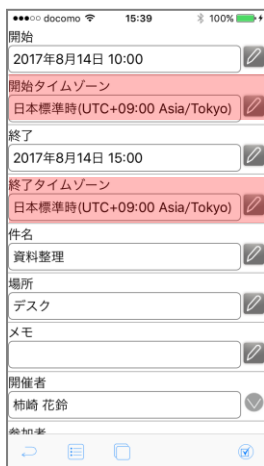 docomo 15:39 100%
開始
2017年8月14日 10:00
開始タイムゾーン
日本標準時(UTC+09:00 Asia/Tokyo)
終了
2017年8月14日 15:00
終了タイムゾーン
日本標準時(UTC+09:00 Asia/Tokyo)
件名
資料整理
場所
デスク
メモ
開催者
柿崎 花鈴
参加者